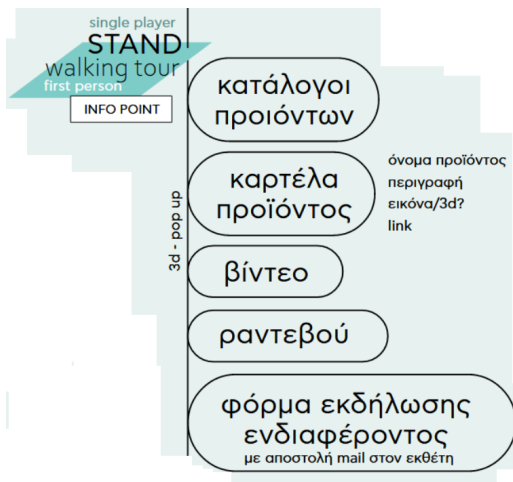 single player
STAND
walking tour
first person
INFO POINT
3d - pop up
κατάλογοι
προιόντων
καρτέλα
προϊόντος
όνομα προϊόντος
περιγραφή
εικόνα/3d?
link
βίντεο
ραντεβού
φόρμα εκδήλωσης
ενδιαφέροντος
με αποστολή mail στον εκθέτη